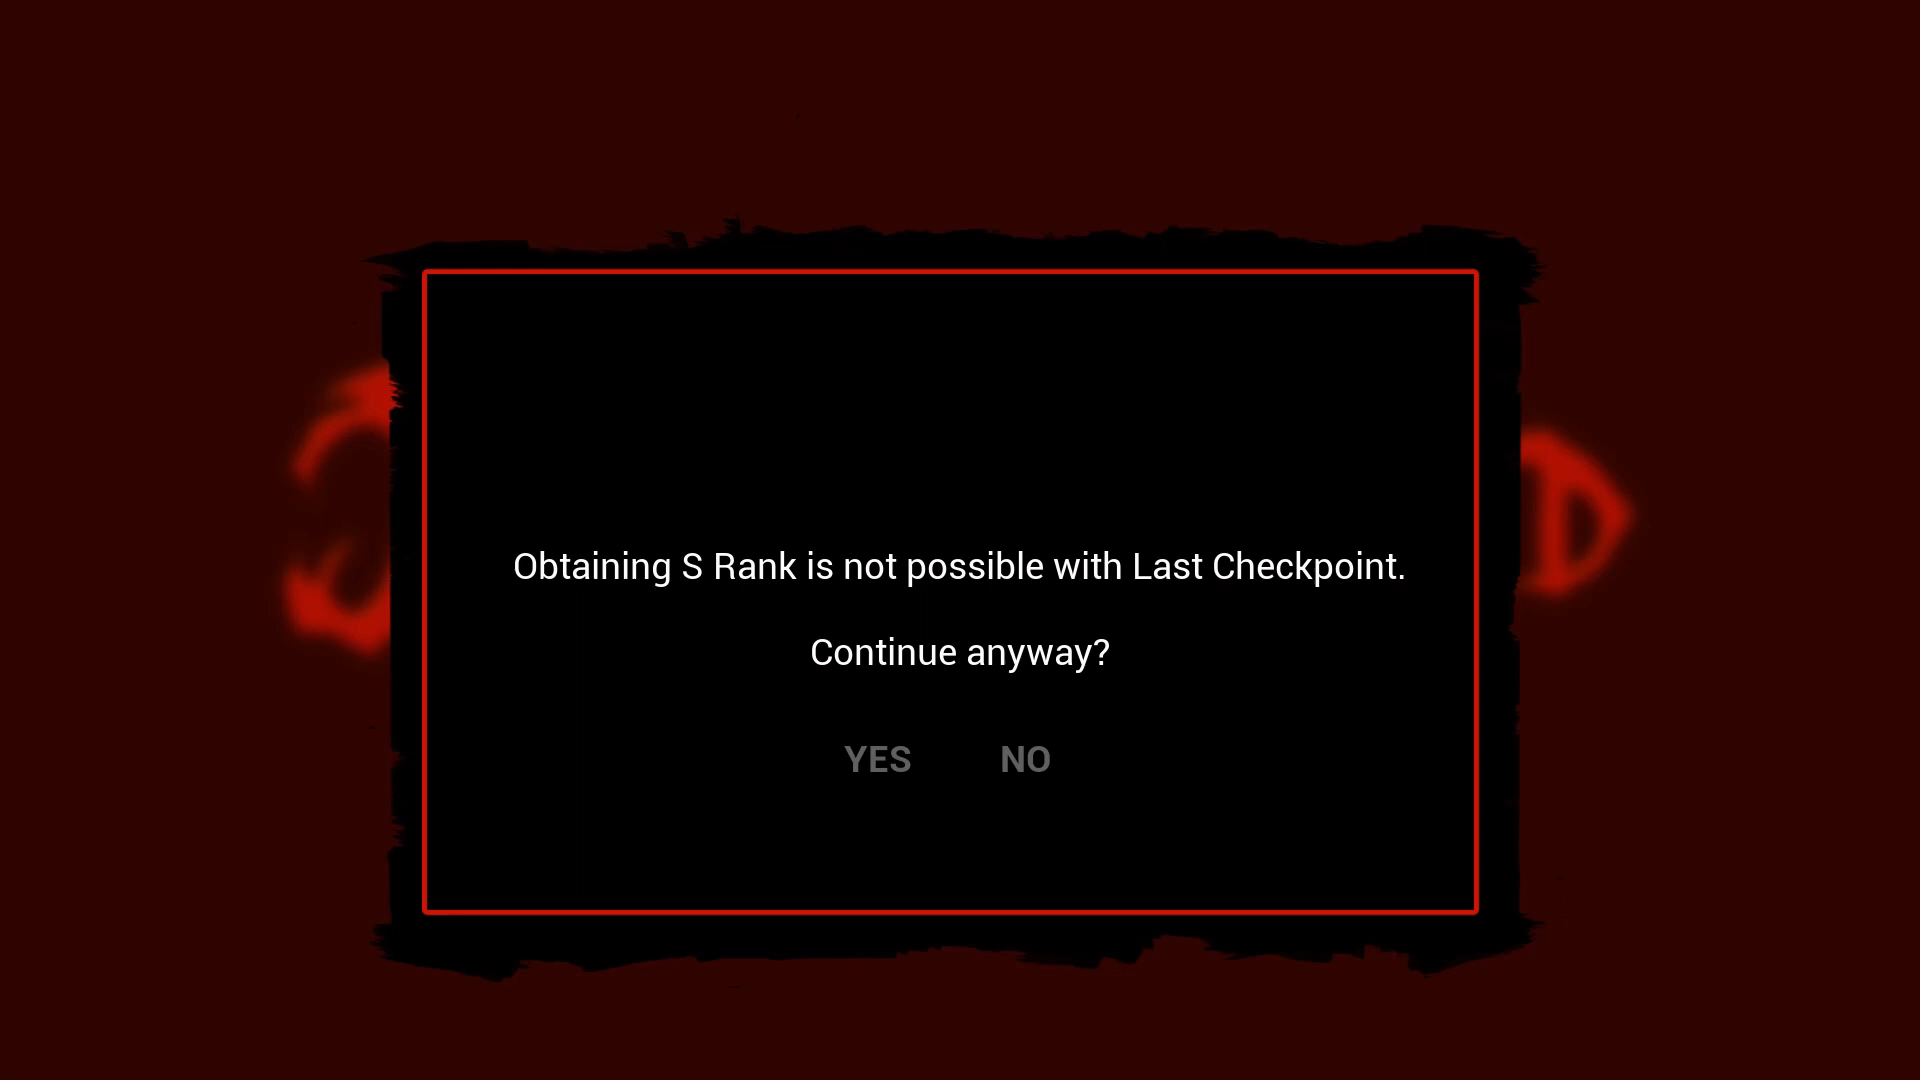 Obtaining S Rank is not possible with Last Checkpoint.
Continue anyway?
YES NO